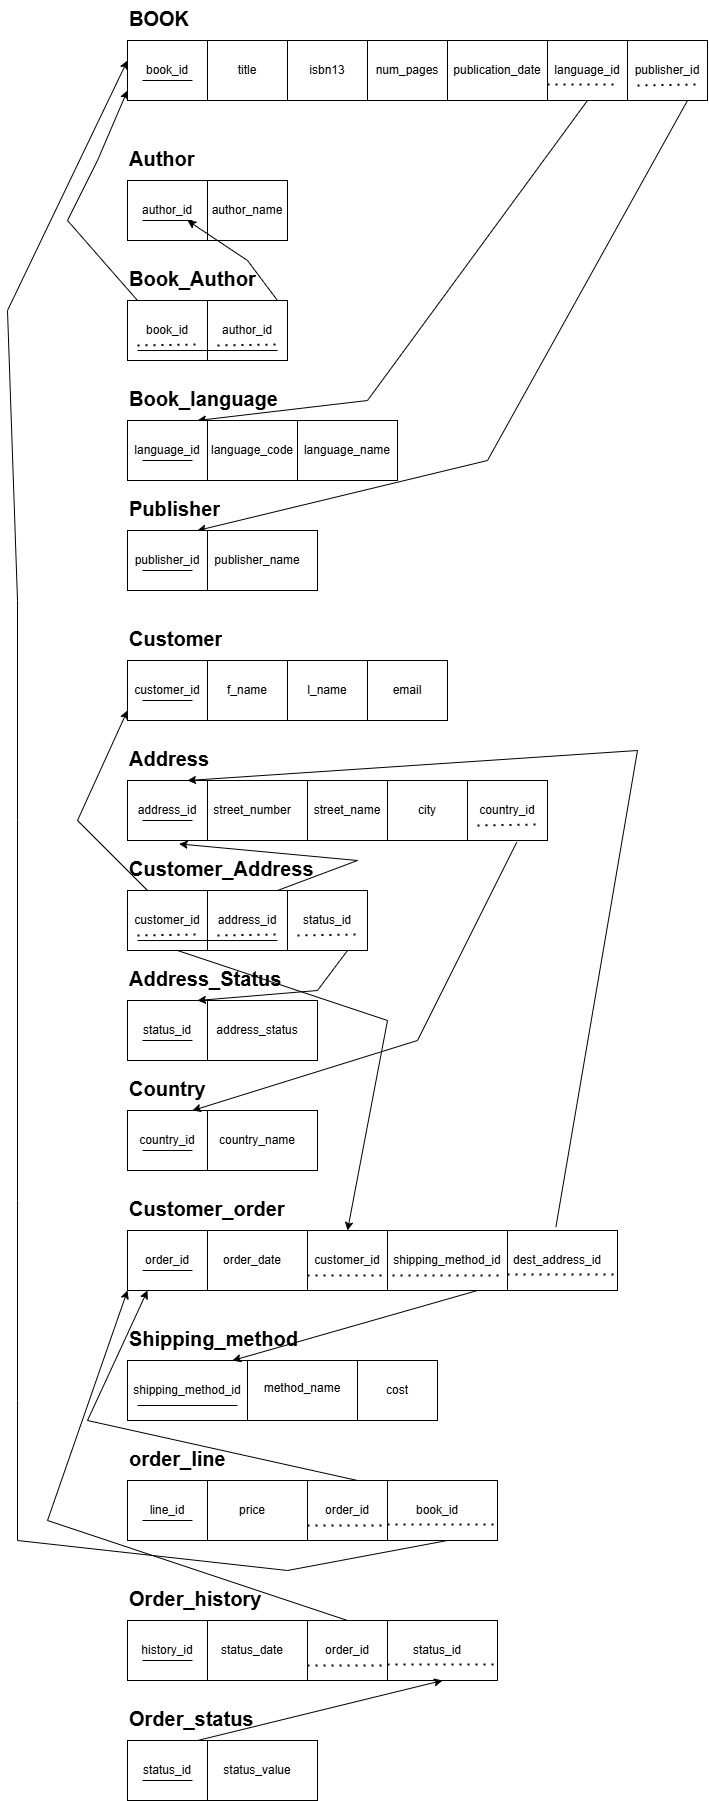 BOOK
book_id title isbn13 num_pages publication_date language_id publisher_id
Author
author_id author_name
Book_Author
book_id author_id
Book_language
language_id language_code language_name
Publisher
publisher_id publisher_name
Customer
customer_id f_name l_name email
Address
address_id street_number street_name city country_id
Customer_Address
customer_id address_id status_id
Address_Status
status_id address_status
Country
country_id country_name
Customer_order
order_id order_date customer_id shipping_method_id dest_address_id
Shipping_method
shipping_method_id method_name cost
order_line
line_id price order_id book_id
Order_history
history_id status_date order_id status_id
Order_status
status_id status_value